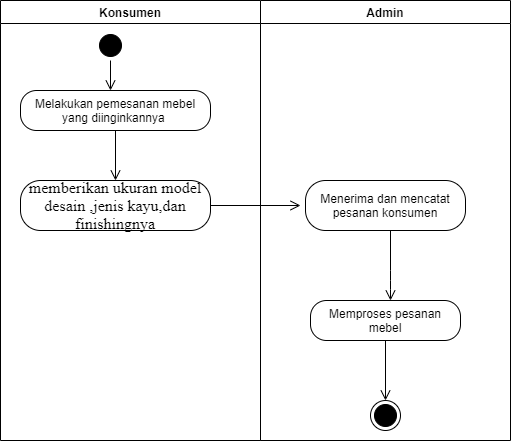 Konsumen
Admin
Melakukan pemesanan mebel
yang diinginkannya
memberikan ukuran model
desain ,jenis kayu,dan
finishingnya
Menerima dan mencatat
pesanan konsumen
Memproses pesanan
mebel